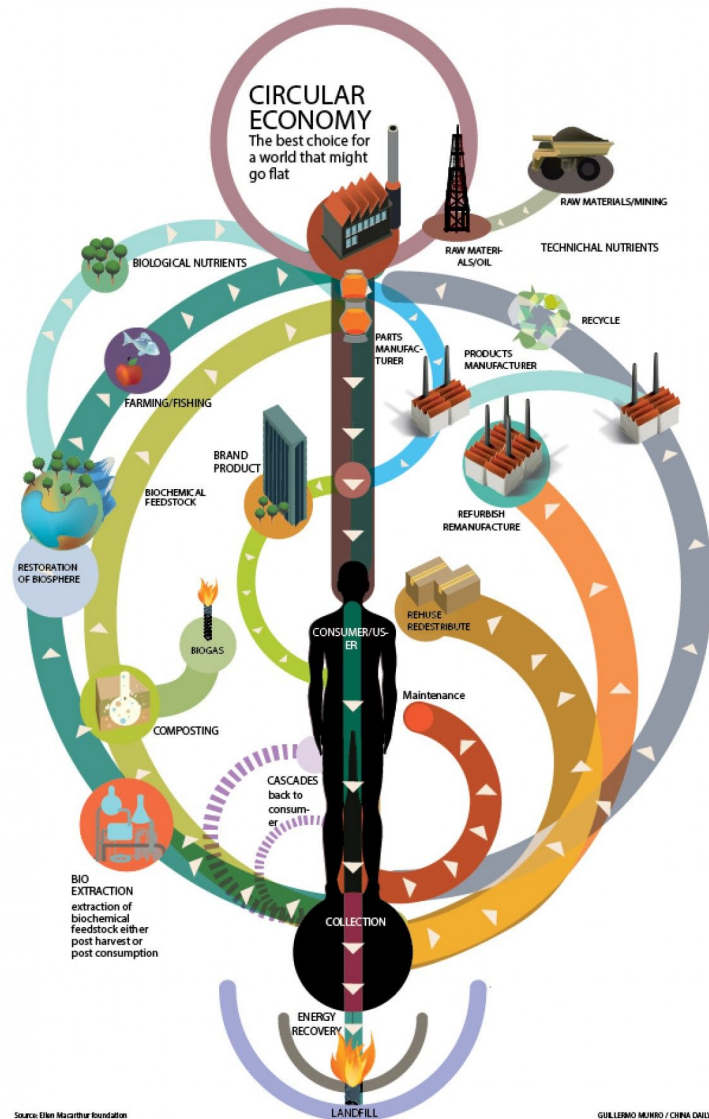 CIRCULAR
ECONOMY
The best choice for
a world that might
go flat
RAW MATERIALS/MINING
RAW MATERI-
ALS/OIL
TECHNICHAL NUTRIENTS
BIOLOGICAL NUTRIENTS
RECYCLE
PARTS
MANUFAC-
TURER
PRODUCTS
MANUFACTURER
FARMING/FISHING
BRAND
PRODUCT
BIOCHEMICAL
FEEDSTOCK
REFURBISH
REMANUFACTURE
RESTORATION
OF BIOSPHERE
REHUSE
REDESTRIBUTE
CONSUMER/US-
ER
BIOGAS
Maintenance
COMPOSTING
CASCADES
back to
consum-
er
BIO
EXTRACTION
extraction of
biochemical
feedstock either
post harvest or
post consumption
COLLECTION
ENERGY
RECOVERY
LANDFILL
Source: Ellen Macarthur foundation
GUILLERMO MUNRO / CHINA DAILY